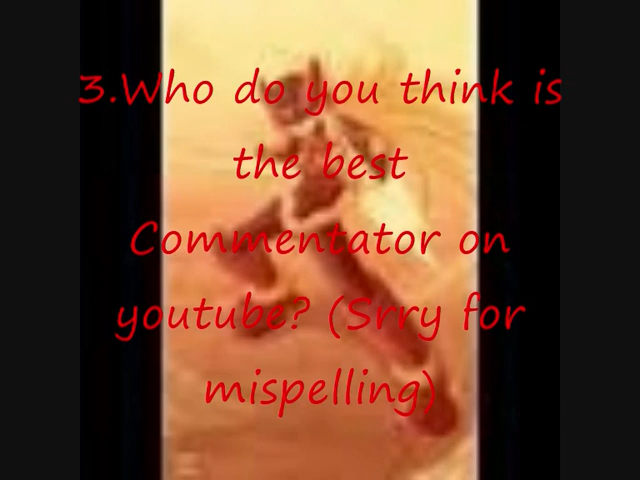 3.Who do you think is
the best
Commentator on
youtube? (Srry for
mispelling)